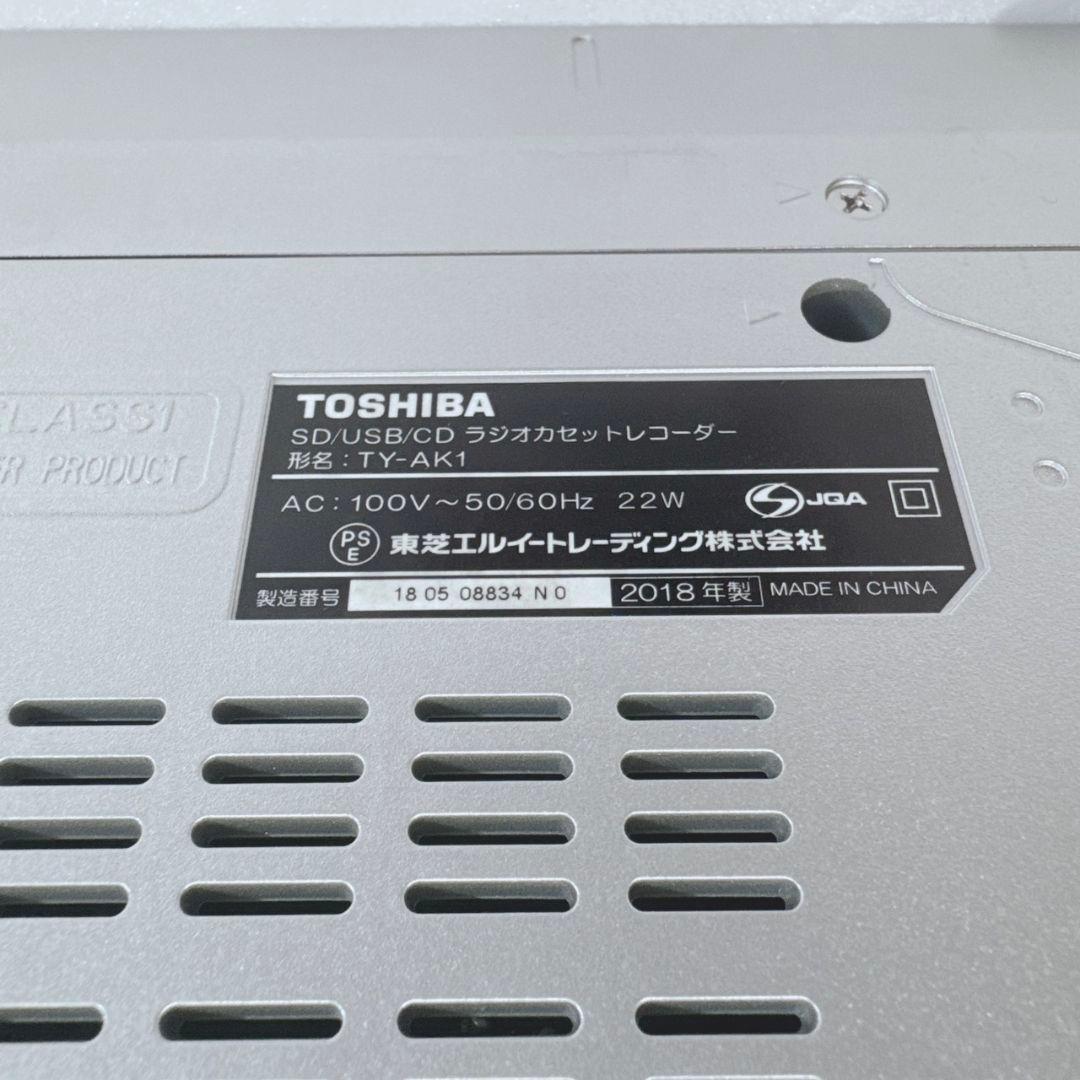 CLASS 1
PRODUCT
TOSHIBA
SD/USB/CD ラジオカセットレコーダー
形名：TY-AK1
AC：100V～50/60Hz 22W
JQA
PS
E
東芝エルイートレーディング株式会社
製造番号 18 05 08834 N 0 2018年製 MADE IN CHINA